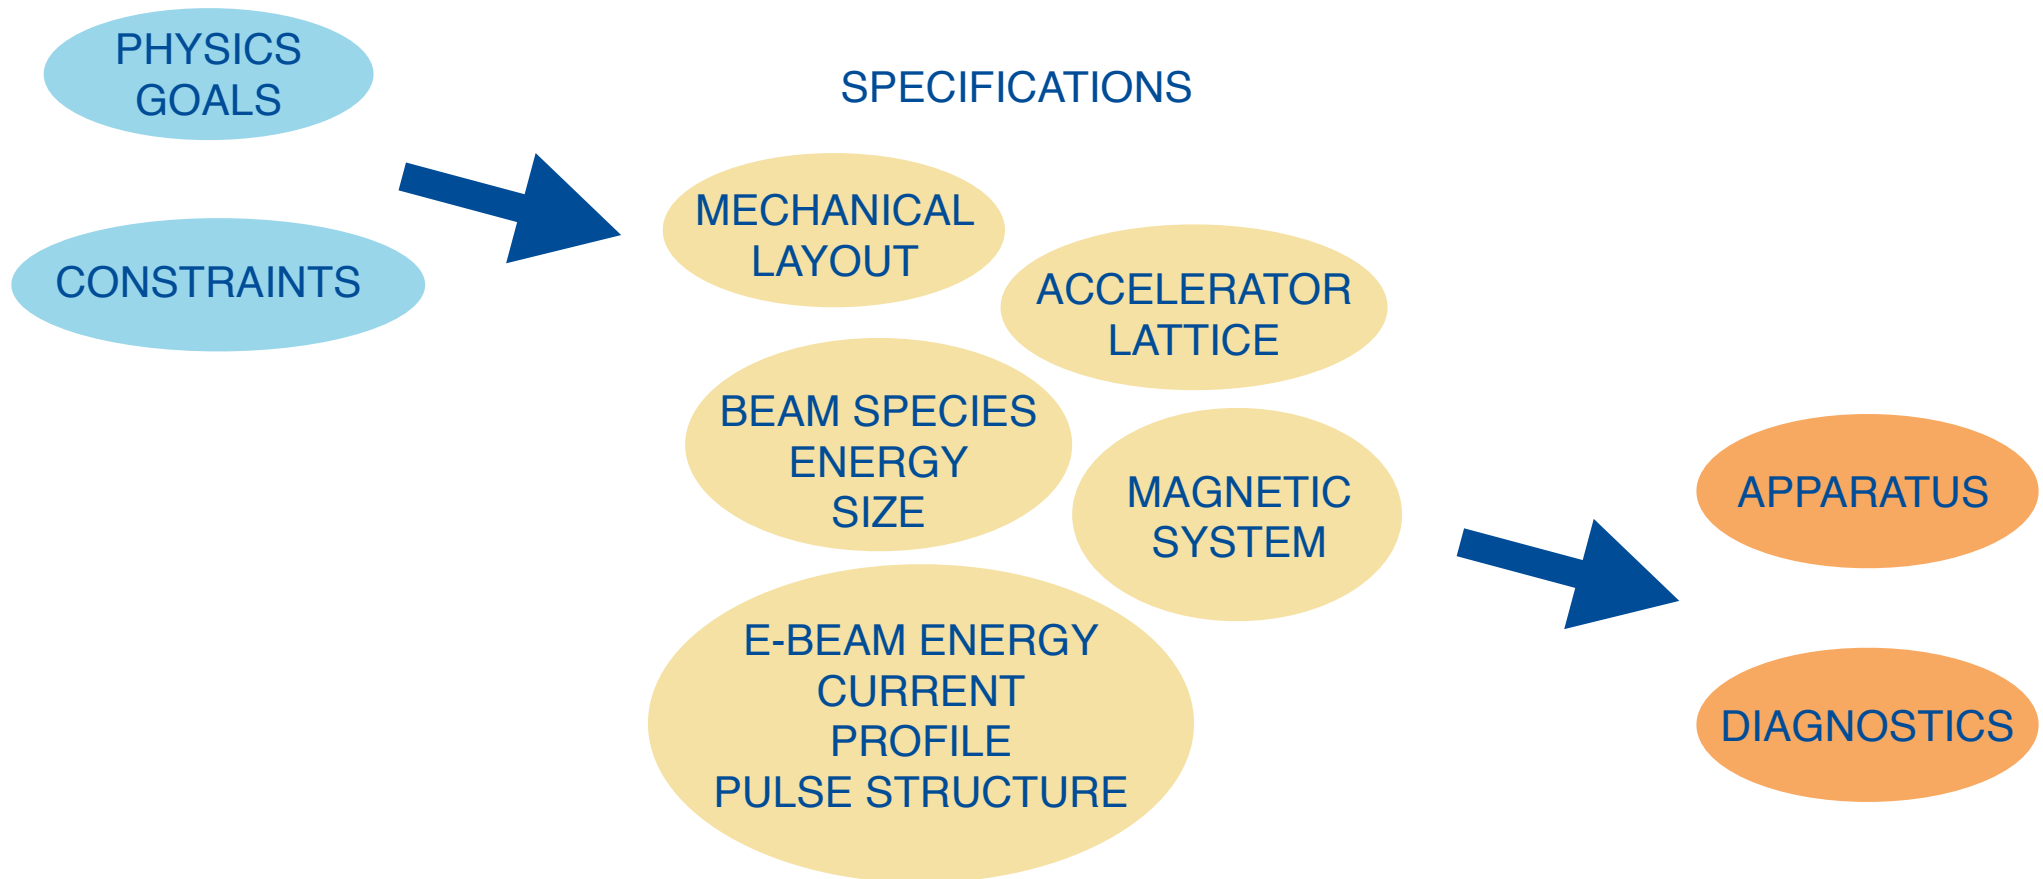 PHYSICS
GOALS
CONSTRAINTS
SPECIFICATIONS
MECHANICAL
LAYOUT
ACCELERATOR
LATTICE
BEAM SPECIES
ENERGY
SIZE
MAGNETIC
SYSTEM
E-BEAM ENERGY
CURRENT
PROFILE
PULSE STRUCTURE
APPARATUS
DIAGNOSTICS